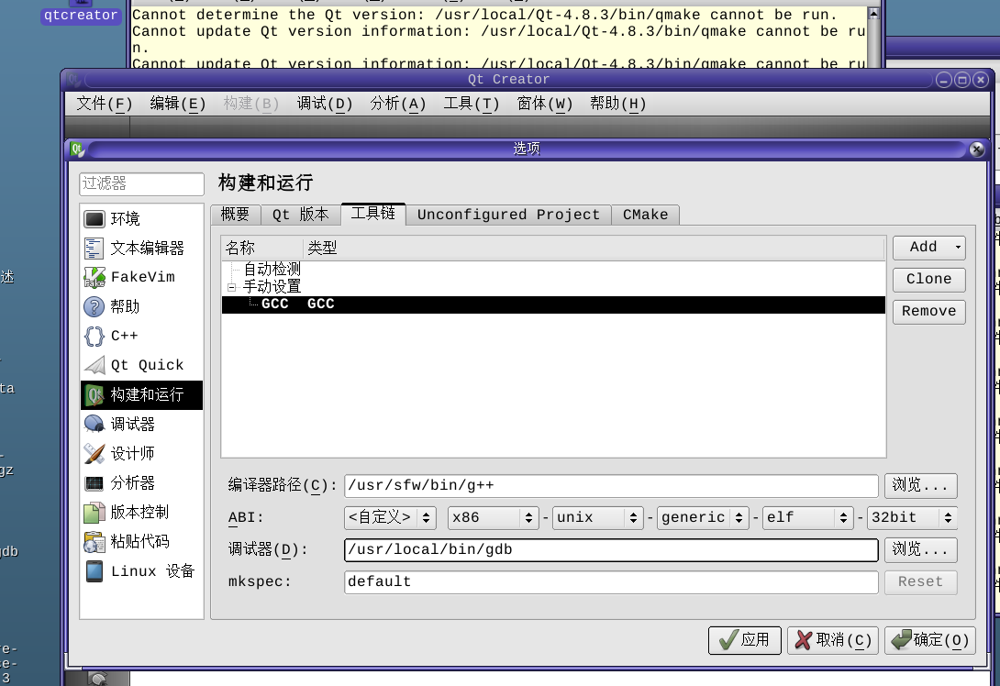 qtcreator
Cannot determine the Qt version: /usr/local/Qt-4.8.3/bin/qmake cannot be run.
Cannot update Qt version information: /usr/local/Qt-4.8.3/bin/qmake cannot be ru
n.
Cannot update Qt version information: /usr/local/Qt-4.8.3/bin/qmake cannot be ru
Qt Creator
文件(F) 编辑(E) 构建(B) 调试(D) 分析(A) 工具(T) 窗体(W) 帮助(H)
选项
过滤器
构建和运行
环境
文本编辑器
FakeVim
帮助
C++
Qt Quick
构建和运行
调试器
设计师
分析器
版本控制
粘贴代码
Linux 设备
概要 Qt 版本 工具链 Unconfigured Project CMake
名称 类型
自动检测
手动设置
GCC GCC
Add
Clone
Remove
编译器路径(C): /usr/sfw/bin/g++ 浏览...
ABI: <自定义> x86 - unix - generic - elf - 32bit
调试器(D): /usr/local/bin/gdb 浏览...
mkspec: default Reset
应用 取消(C) 确定(O)
述
ta
gz
gdb
re-
ce-
3